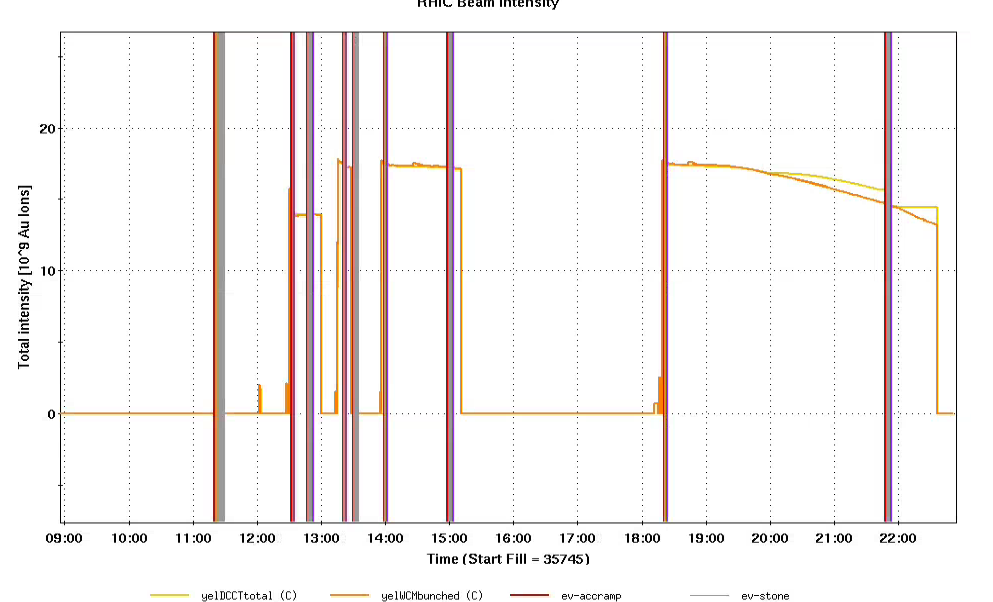 RHIC Beam Intensity
20
10
0
Total intensity [10^9 Au Ions]
09:00 10:00 11:00 12:00 13:00 14:00 15:00 16:00 17:00 18:00 19:00 20:00 21:00 22:00
Time (Start Fill = 35745)
yelDCCTtotal (C) yelWCMbunched (C) ev-accramp ev-stone